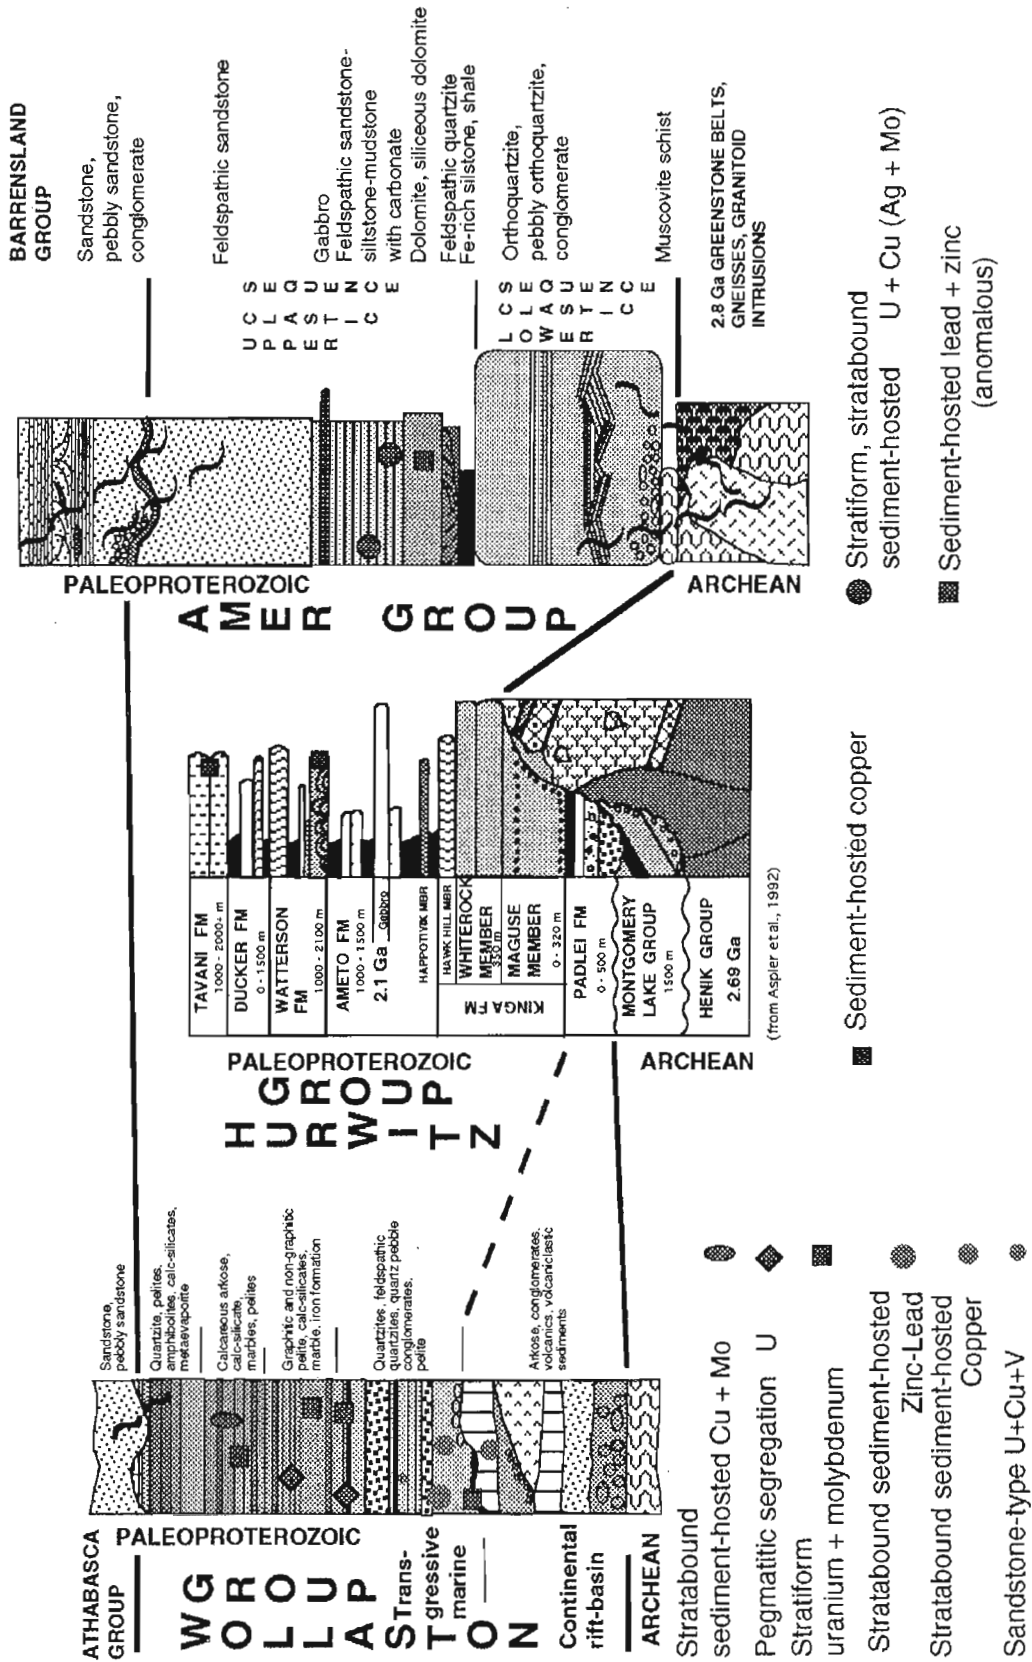 ATHABASCA
GROUP
PALEOPROTEROZOIC
WOLLASTON
GROUP
Trans-
gressive
marine
Continental
rift-basin
ARCHEAN
Sandstone,
pebbly sandstone
Quartzite, pelites,
amphibolites, calc-silicates,
metaevaporite
Calcareous arkose,
calc-silicate,
marbles, pelites
Graphitic and non-graphitic
pelite, calc-silicates,
marble, iron formation
Quartzites, feldspathic
quartzites, quartz pebble
conglomerates,
pelite
Arkose, conglomerates,
volcanics, volcaniclastic
sediments
Stratabound
sediment-hosted Cu + Mo
Pegmatitic segregation U
Stratiform
uranium + molybdenum
Stratabound sediment-hosted
Zinc-Lead
Stratabound sediment-hosted
Copper
Sandstone-type U+Cu+V
HURWITZ
GROUP
PALEOPROTEROZOIC
ARCHEAN
TAVANI FM
1000 - 2000+ m
DUCKER FM
0 - 1500 m
WATTERSON
FM
1000 - 2100 m
AMETO FM
1000 - 1500 m
2.1 Ga Gabbro
HAPPOTIYIK MBR
KINGA FM
HAWK HILL MBR
WHITEROCK
MEMBER
350 m
MAGUSE
MEMBER
0 - 320 m
PADLEI FM
0 - 500 m
MONTGOMERY
LAKE GROUP
1500 m
HENIK GROUP
2.69 Ga
(from Aspler et al., 1992)
Sediment-hosted copper
AMER GROUP
PALEOPROTEROZOIC
ARCHEAN
BARRENSLAND
GROUP
Sandstone,
pebbly sandstone,
conglomerate
UPPER
CLASTIC
SEQUENCE
Feldspathic sandstone
Gabbro
Feldspathic sandstone-
siltstone-mudstone
with carbonate
Dolomite, siliceous dolomite
Feldspathic quartzite
Fe-rich silstone, shale
LOWER
SEQUENCE
Orthoquartzite,
pebbly orthoquartzite,
conglomerate
Muscovite schist
2.8 Ga GREENSTONE BELTS,
GNEISSES, GRANITOID
INTRUSIONS
Stratiform, stratabound
sediment-hosted U + Cu (Ag + Mo)
Sediment-hosted lead + zinc
(anomalous)